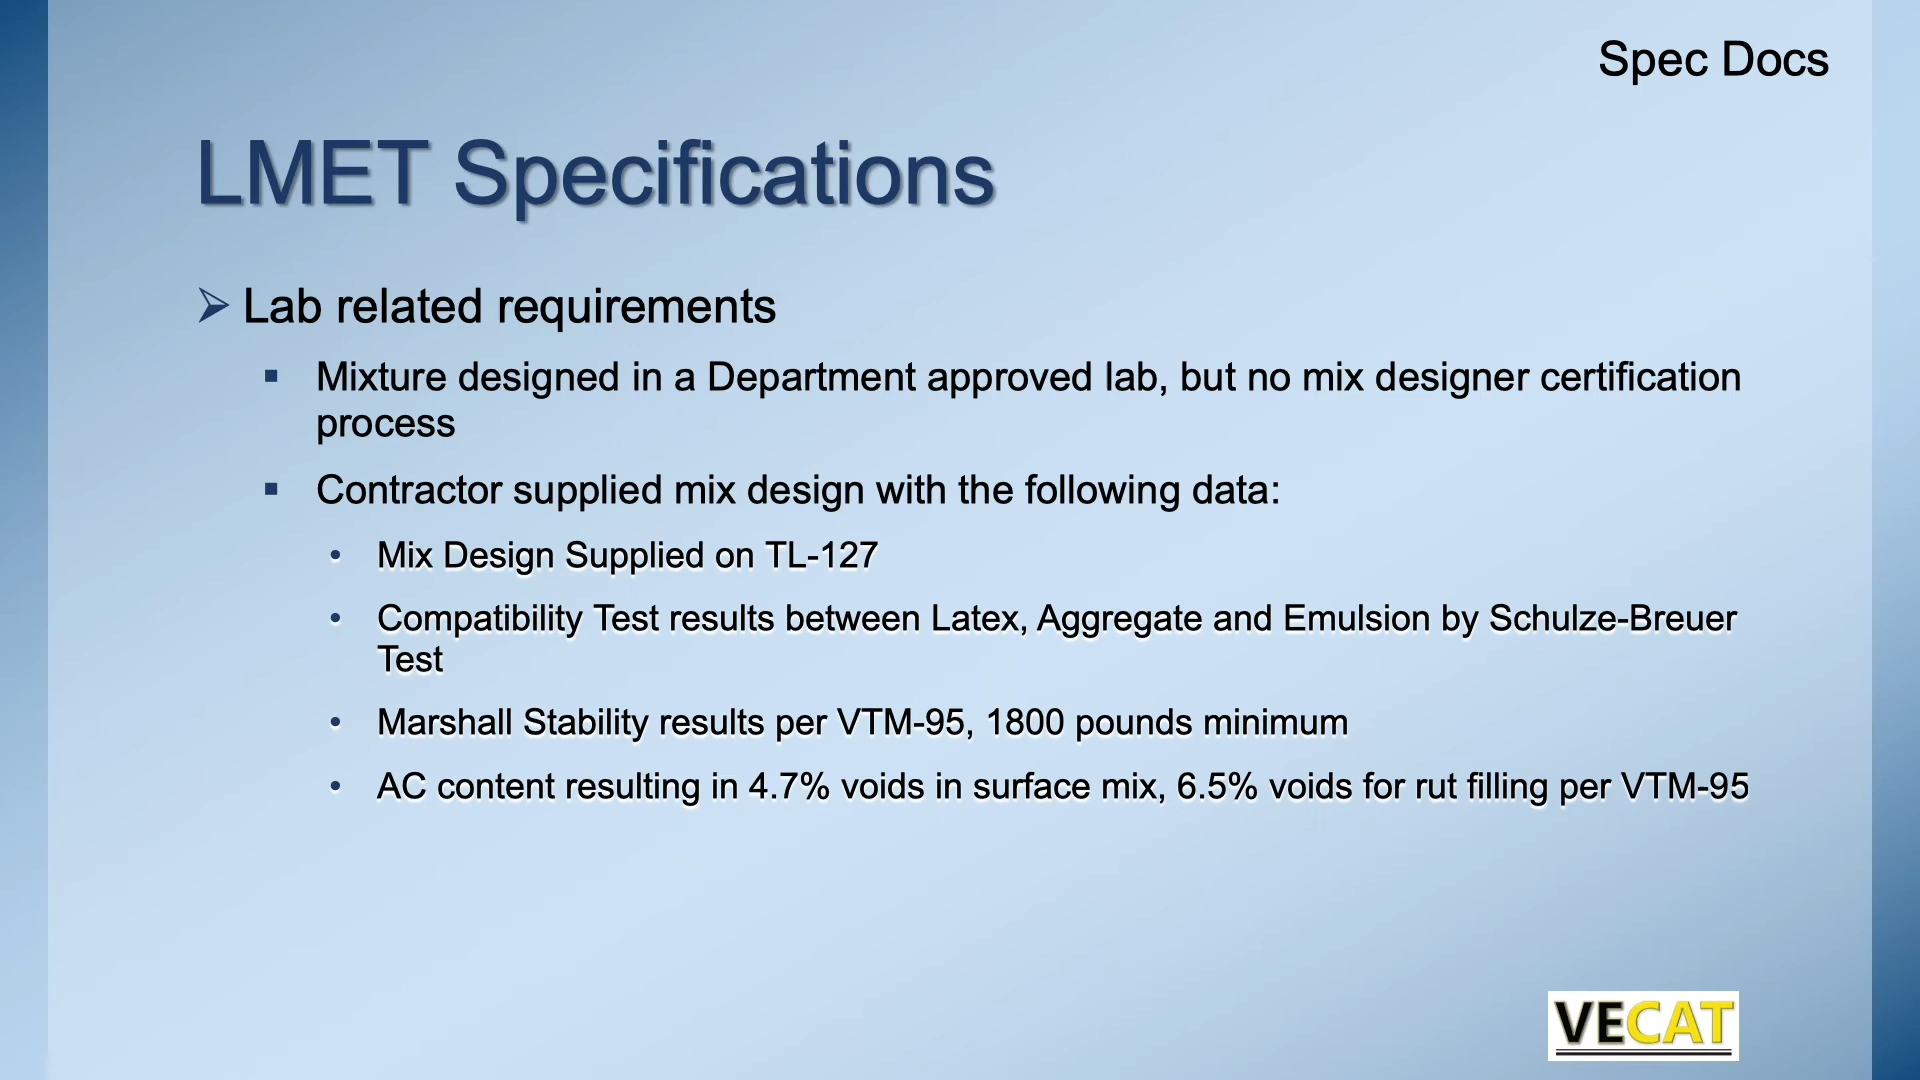 Spec Docs
LMET Specifications
Lab related requirements
Mixture designed in a Department approved lab, but no mix designer certification
process
Contractor supplied mix design with the following data:
Mix Design Supplied on TL-127
Compatibility Test results between Latex, Aggregate and Emulsion by Schulze-Breuer
Test
Marshall Stability results per VTM-95, 1800 pounds minimum
AC content resulting in 4.7% voids in surface mix, 6.5% voids for rut filling per VTM-95
VECAT